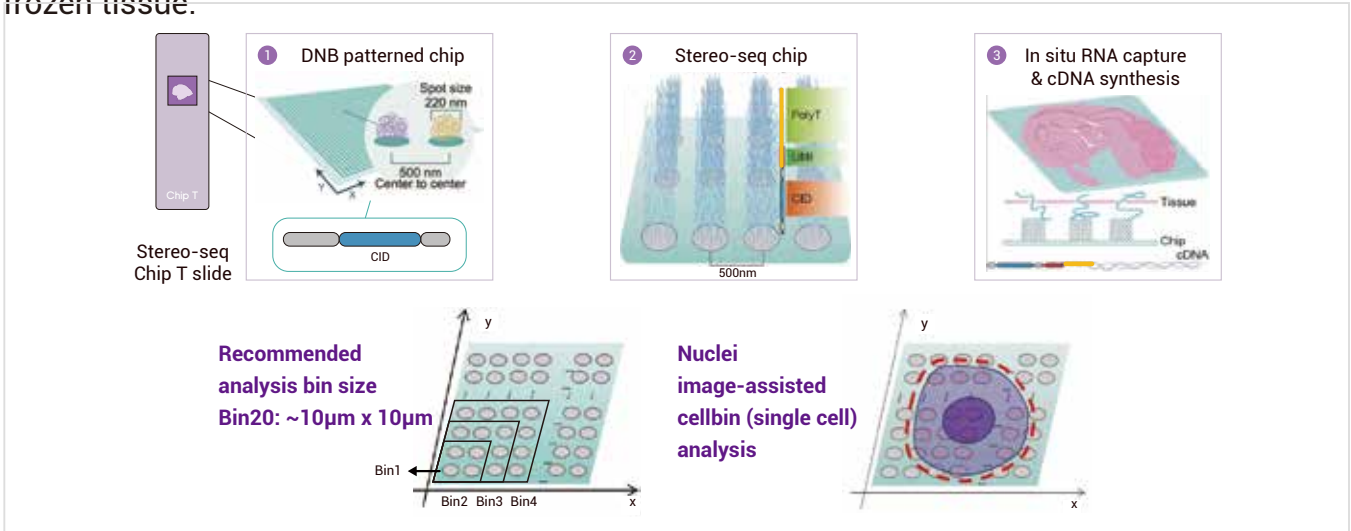 frozen tissue.
Chip T
Stereo-seq
Chip T slide
1 DNB patterned chip
Spot size
220 nm
500 nm
Center to center
Y
X
CID
2 Stereo-seq chip
PolyT
UMI
CID
500nm
3 In situ RNA capture
& cDNA synthesis
Tissue
Chip
cDNA
Recommended
analysis bin size
Bin20: ~10µm x 10µm
y
Bin1
Bin2 Bin3 Bin4
x
Nuclei
image-assisted
cellbin (single cell)
analysis
y
x